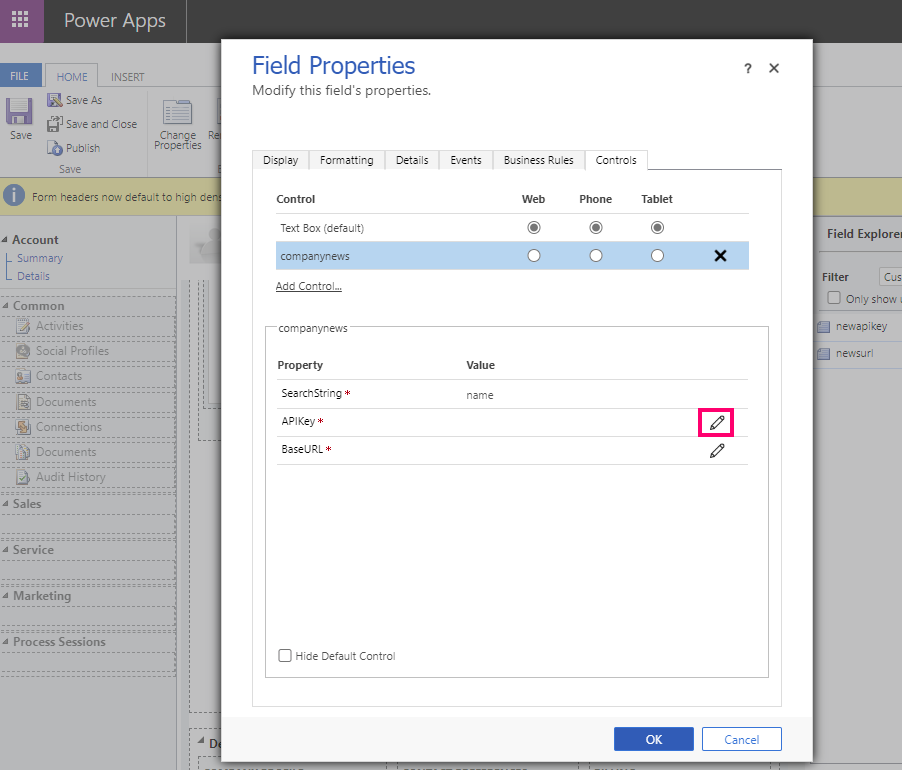 Power Apps
FILE
HOME
INSERT
Save
Save As
Save and Close
Publish
Save
Change
Properties
Form headers now default to high
Account
Summary
Details
Common
Activities
Social Profiles
Contacts
Documents
Connections
Documents
Audit History
Sales
Service
Marketing
Process Sessions
Field Properties
Modify this field's properties.
?
Display
Formatting
Details
Events
Business Rules
Controls
Control
Web
Phone
Tablet
Text Box (default)
companynews
Add Control...
companynews
Property
Value
SearchString *
name
APIKey *
BaseURL *
Hide Default Control
OK
Cancel
Field Explorer
Filter
Only show
newapikey
newsurl